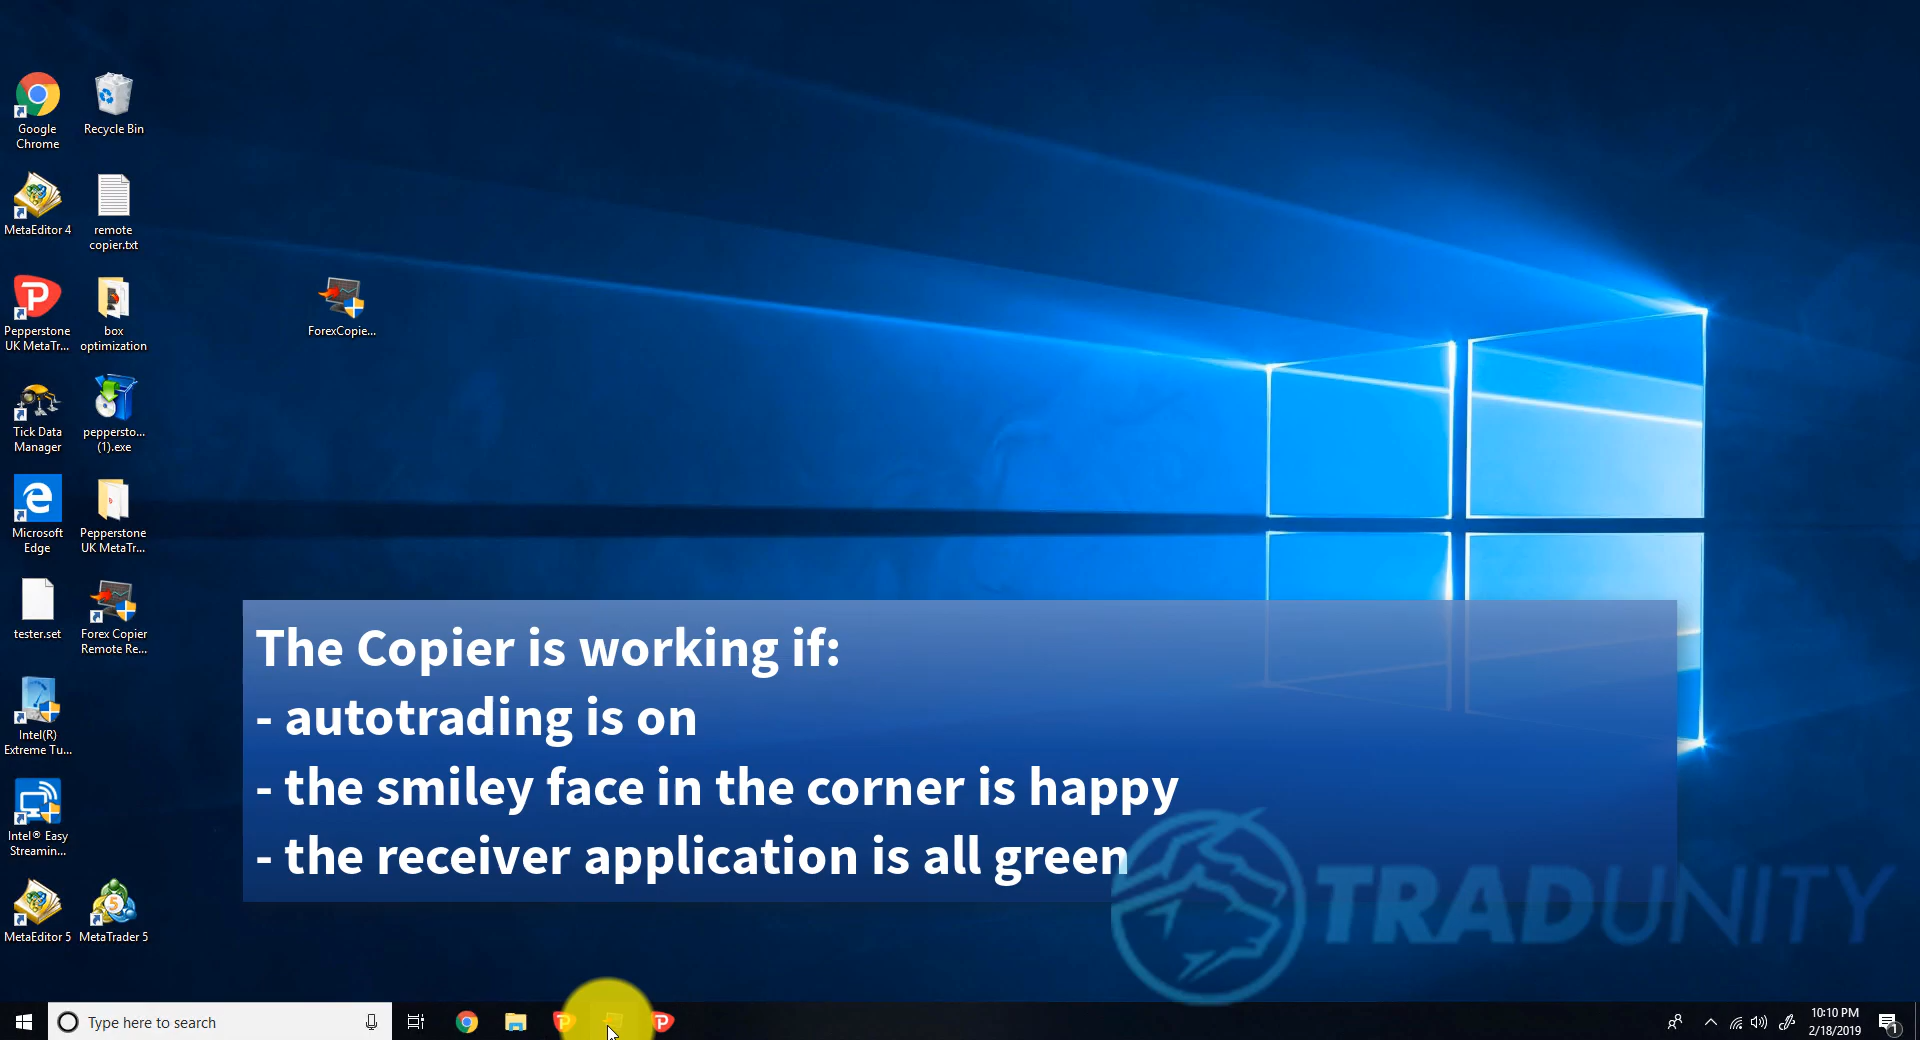 Google
Chrome
Recycle Bin
MetaEditor 4
remote
copier.txt
Pepperstone
UK MetaTr...
box
optimization
ForexCopie...
Tick Data
Manager
peppersto...
(1).exe
Microsoft
Edge
Pepperstone
UK MetaTr...
tester.set
Forex Copier
Remote Re...
Intel(R)
Extreme Tu...
Intel® Easy
Streamin...
MetaEditor 5
MetaTrader 5
The Copier is working if:
- autotrading is on
- the smiley face in the corner is happy
- the receiver application is all green
TRADUNITY
Type here to search
10:10 PM
2/18/2019
1